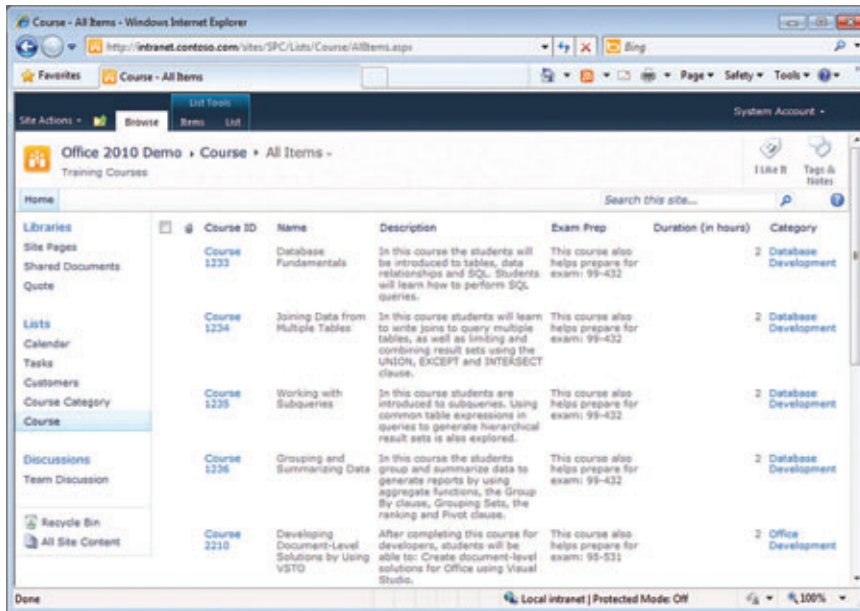 Course - All Items - Windows Internet Explorer
http://intranet.contoso.com/sites/SPC/Lists/Course/AllItems.aspx
Bing
Favorites
Course - All Items
Page
Safety
Tools
List Tools
Site Actions
Browse
Items
List
System Account
Office 2010 Demo
Course
All Items
Training Courses
I Like It
Tags &
Notes
Home
Search this site...
Libraries
Site Pages
Shared Documents
Quote
Lists
Calendar
Tasks
Customers
Course Category
Course
Discussions
Team Discussion
Recycle Bin
All Site Content
Course ID Name Description Exam Prep Duration (in hours) Category
Course
1233
Database
Fundamentals
In this course the students will
be introduced to tables, data
relationships and SQL. Students
will learn how to perform SQL
queries.
This course also
helps prepare for
exam: 99-432
2
Database
Development
Course
1234
Joining Data from
Multiple Tables
In this course students will learn
to write joins to query multiple
tables, as well as limiting and
combining result sets using the
UNION, EXCEPT and INTERSECT
clause.
This course also
helps prepare for
exam: 99-432
2
Database
Development
Course
1235
Working with
Subqueries
In this course students are
introduced to subqueries. Using
common table expressions in
queries to generate hierarchical
result sets is also explored.
This course also
helps prepare for
exam: 99-432
2
Database
Development
Course
1236
Grouping and
Summarizing Data
In this course the students
group and summarize data to
generate reports by using
aggregate functions, the Group
By clause, Grouping Sets, the
ranking and Pivot clause.
This course also
helps prepare for
exam: 99-432
2
Database
Development
Course
2210
Developing
Document-Level
Solutions by Using
VSTO
After completing this course for
developers, students will be
able to: Create document-level
solutions for Office using Visual
Studio.
This course also
helps prepare for
exam: 98-531
2
Office
Development
Done
Local intranet | Protected Mode: Off
100%